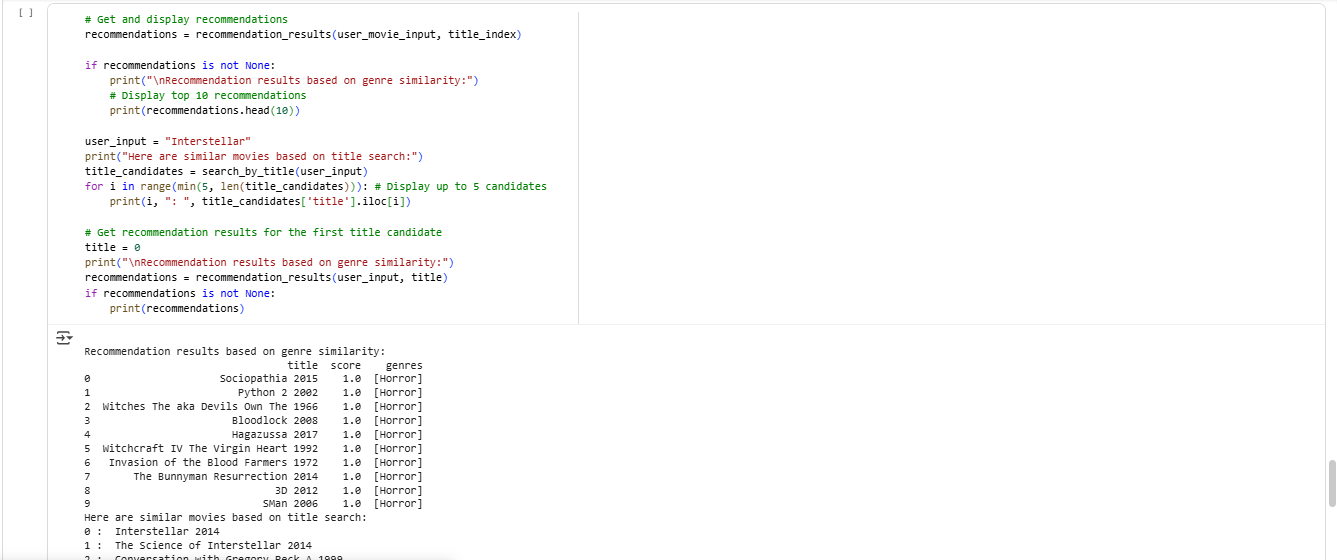 [ ]
# Get and display recommendations
recommendations = recommendation_results(user_movie_input, title_index)
if recommendations is not None:
    print("\nRecommendation results based on genre similarity:")
    # Display top 10 recommendations
    print(recommendations.head(10))
user_input = "Interstellar"
print("Here are similar movies based on title search:")
title_candidates = search_by_title(user_input)
for i in range(min(5, len(title_candidates))): # Display up to 5 candidates
    print(i, ": ", title_candidates['title'].iloc[i])
# Get recommendation results for the first title candidate
title = 0
print("\nRecommendation results based on genre similarity:")
recommendations = recommendation_results(user_input, title)
if recommendations is not None:
    print(recommendations)
Recommendation results based on genre similarity:
title score genres
0 Sociopathia 2015 1.0 [Horror]
1 Python 2 2002 1.0 [Horror]
2 Witches The aka Devils Own The 1966 1.0 [Horror]
3 Bloodlock 2008 1.0 [Horror]
4 Hagazussa 2017 1.0 [Horror]
5 Witchcraft IV The Virgin Heart 1992 1.0 [Horror]
6 Invasion of the Blood Farmers 1972 1.0 [Horror]
7 The Bunnyman Resurrection 2014 1.0 [Horror]
8 3D 2012 1.0 [Horror]
9 SMan 2006 1.0 [Horror]
Here are similar movies based on title search:
0 :  Interstellar 2014
1 :  The Science of Interstellar 2014
2 :  Conversation with Gregory Peck A 1999